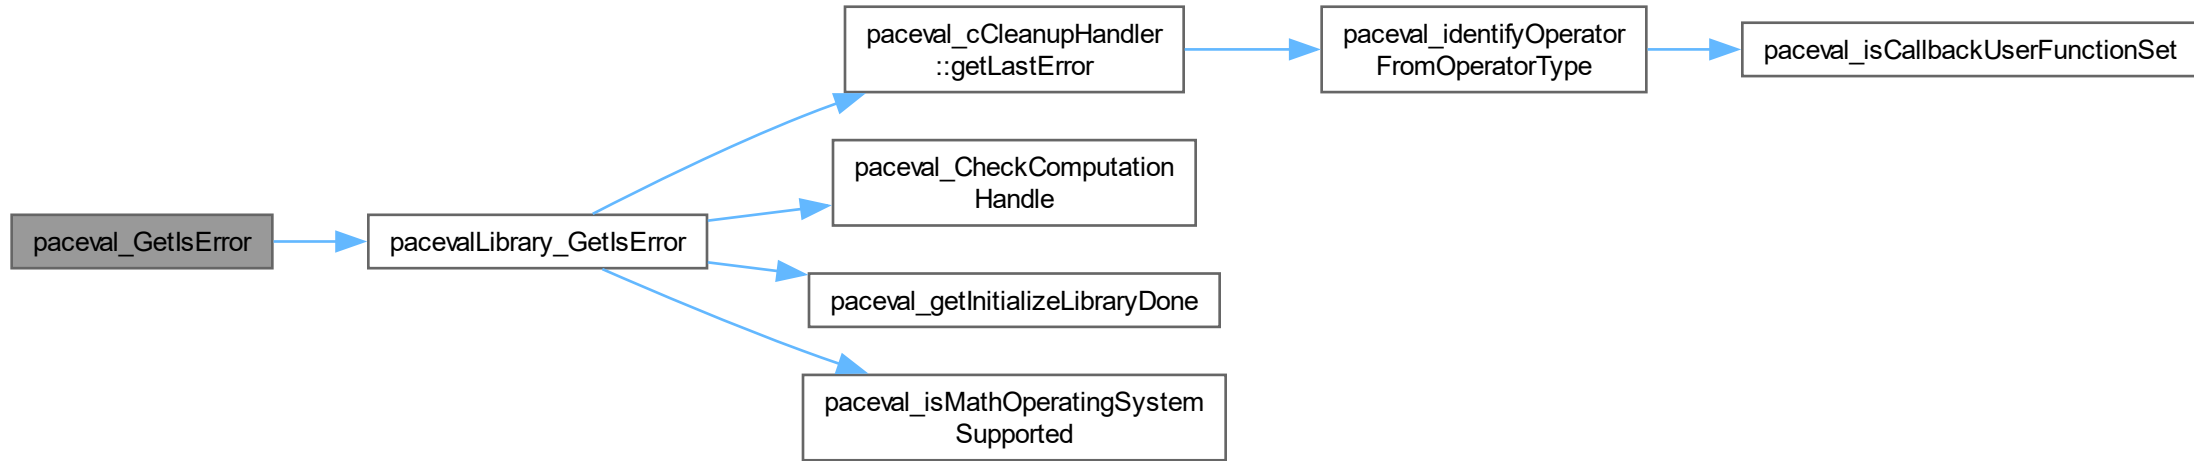 paceval_GetIsError
pacevalLibrary_GetIsError
paceval_cCleanupHandler
::getLastError
paceval_identifyOperator
FromOperatorType
paceval_isCallbackUserFunctionSet
paceval_CheckComputation
Handle
paceval_getInitializeLibraryDone
paceval_isMathOperatingSystem
Supported